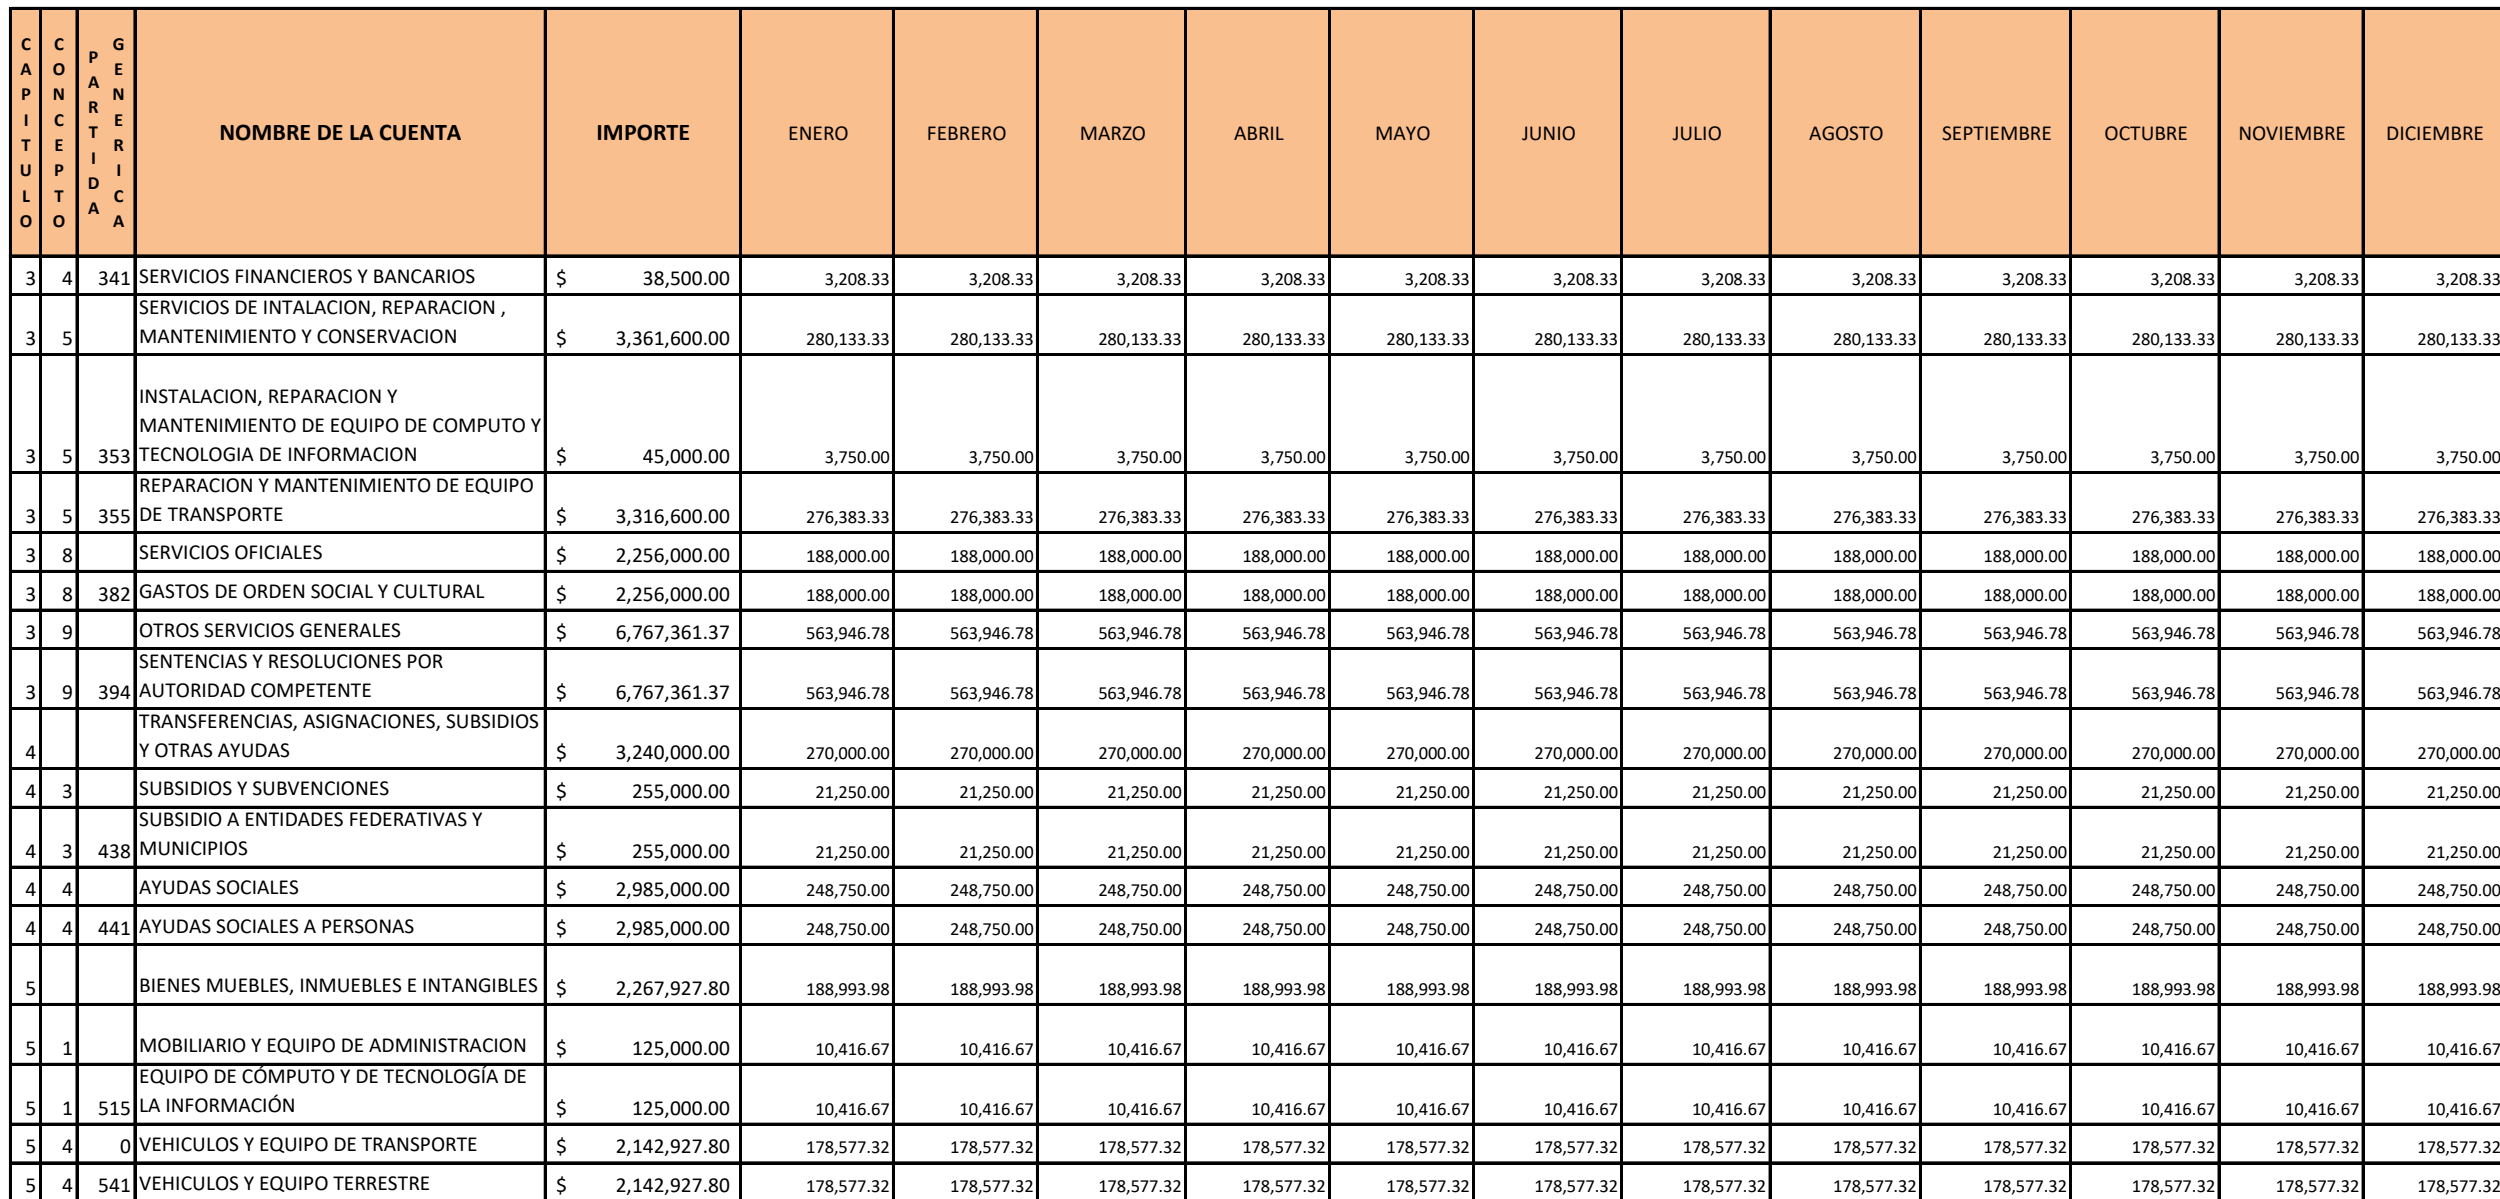 CAPITULO CONCEPTO PARTIDA GENERICA NOMBRE DE LA CUENTA IMPORTE ENERO FEBRERO MARZO ABRIL MAYO JUNIO JULIO AGOSTO SEPTIEMBRE OCTUBRE NOVIEMBRE DICIEMBRE
3 4 341 SERVICIOS FINANCIEROS Y BANCARIOS $ 38,500.00 3,208.33 3,208.33 3,208.33 3,208.33 3,208.33 3,208.33 3,208.33 3,208.33 3,208.33 3,208.33 3,208.33 3,208.33
SERVICIOS DE INTALACION, REPARACION ,
3 5 MANTENIMIENTO Y CONSERVACION $ 3,361,600.00 280,133.33 280,133.33 280,133.33 280,133.33 280,133.33 280,133.33 280,133.33 280,133.33 280,133.33 280,133.33 280,133.33 280,133.33
INSTALACION, REPARACION Y
MANTENIMIENTO DE EQUIPO DE COMPUTO Y
3 5 353 TECNOLOGIA DE INFORMACION $ 45,000.00 3,750.00 3,750.00 3,750.00 3,750.00 3,750.00 3,750.00 3,750.00 3,750.00 3,750.00 3,750.00 3,750.00 3,750.00
REPARACION Y MANTENIMIENTO DE EQUIPO
3 5 355 DE TRANSPORTE $ 3,316,600.00 276,383.33 276,383.33 276,383.33 276,383.33 276,383.33 276,383.33 276,383.33 276,383.33 276,383.33 276,383.33 276,383.33 276,383.33
3 8 SERVICIOS OFICIALES $ 2,256,000.00 188,000.00 188,000.00 188,000.00 188,000.00 188,000.00 188,000.00 188,000.00 188,000.00 188,000.00 188,000.00 188,000.00 188,000.00
3 8 382 GASTOS DE ORDEN SOCIAL Y CULTURAL $ 2,256,000.00 188,000.00 188,000.00 188,000.00 188,000.00 188,000.00 188,000.00 188,000.00 188,000.00 188,000.00 188,000.00 188,000.00 188,000.00
3 9 OTROS SERVICIOS GENERALES $ 6,767,361.37 563,946.78 563,946.78 563,946.78 563,946.78 563,946.78 563,946.78 563,946.78 563,946.78 563,946.78 563,946.78 563,946.78 563,946.78
SENTENCIAS Y RESOLUCIONES POR
3 9 394 AUTORIDAD COMPETENTE $ 6,767,361.37 563,946.78 563,946.78 563,946.78 563,946.78 563,946.78 563,946.78 563,946.78 563,946.78 563,946.78 563,946.78 563,946.78 563,946.78
TRANSFERENCIAS, ASIGNACIONES, SUBSIDIOS
4 Y OTRAS AYUDAS $ 3,240,000.00 270,000.00 270,000.00 270,000.00 270,000.00 270,000.00 270,000.00 270,000.00 270,000.00 270,000.00 270,000.00 270,000.00 270,000.00
4 3 SUBSIDIOS Y SUBVENCIONES $ 255,000.00 21,250.00 21,250.00 21,250.00 21,250.00 21,250.00 21,250.00 21,250.00 21,250.00 21,250.00 21,250.00 21,250.00 21,250.00
SUBSIDIO A ENTIDADES FEDERATIVAS Y
4 3 438 MUNICIPIOS $ 255,000.00 21,250.00 21,250.00 21,250.00 21,250.00 21,250.00 21,250.00 21,250.00 21,250.00 21,250.00 21,250.00 21,250.00 21,250.00
4 4 AYUDAS SOCIALES $ 2,985,000.00 248,750.00 248,750.00 248,750.00 248,750.00 248,750.00 248,750.00 248,750.00 248,750.00 248,750.00 248,750.00 248,750.00 248,750.00
4 4 441 AYUDAS SOCIALES A PERSONAS $ 2,985,000.00 248,750.00 248,750.00 248,750.00 248,750.00 248,750.00 248,750.00 248,750.00 248,750.00 248,750.00 248,750.00 248,750.00 248,750.00
5 BIENES MUEBLES, INMUEBLES E INTANGIBLES $ 2,267,927.80 188,993.98 188,993.98 188,993.98 188,993.98 188,993.98 188,993.98 188,993.98 188,993.98 188,993.98 188,993.98 188,993.98 188,993.98
5 1 MOBILIARIO Y EQUIPO DE ADMINISTRACION $ 125,000.00 10,416.67 10,416.67 10,416.67 10,416.67 10,416.67 10,416.67 10,416.67 10,416.67 10,416.67 10,416.67 10,416.67 10,416.67
EQUIPO DE CÓMPUTO Y DE TECNOLOGÍA DE
5 1 515 LA INFORMACIÓN $ 125,000.00 10,416.67 10,416.67 10,416.67 10,416.67 10,416.67 10,416.67 10,416.67 10,416.67 10,416.67 10,416.67 10,416.67 10,416.67
5 4 0 VEHICULOS Y EQUIPO DE TRANSPORTE $ 2,142,927.80 178,577.32 178,577.32 178,577.32 178,577.32 178,577.32 178,577.32 178,577.32 178,577.32 178,577.32 178,577.32 178,577.32 178,577.32
5 4 541 VEHICULOS Y EQUIPO TERRESTRE $ 2,142,927.80 178,577.32 178,577.32 178,577.32 178,577.32 178,577.32 178,577.32 178,577.32 178,577.32 178,577.32 178,577.32 178,577.32 178,577.32